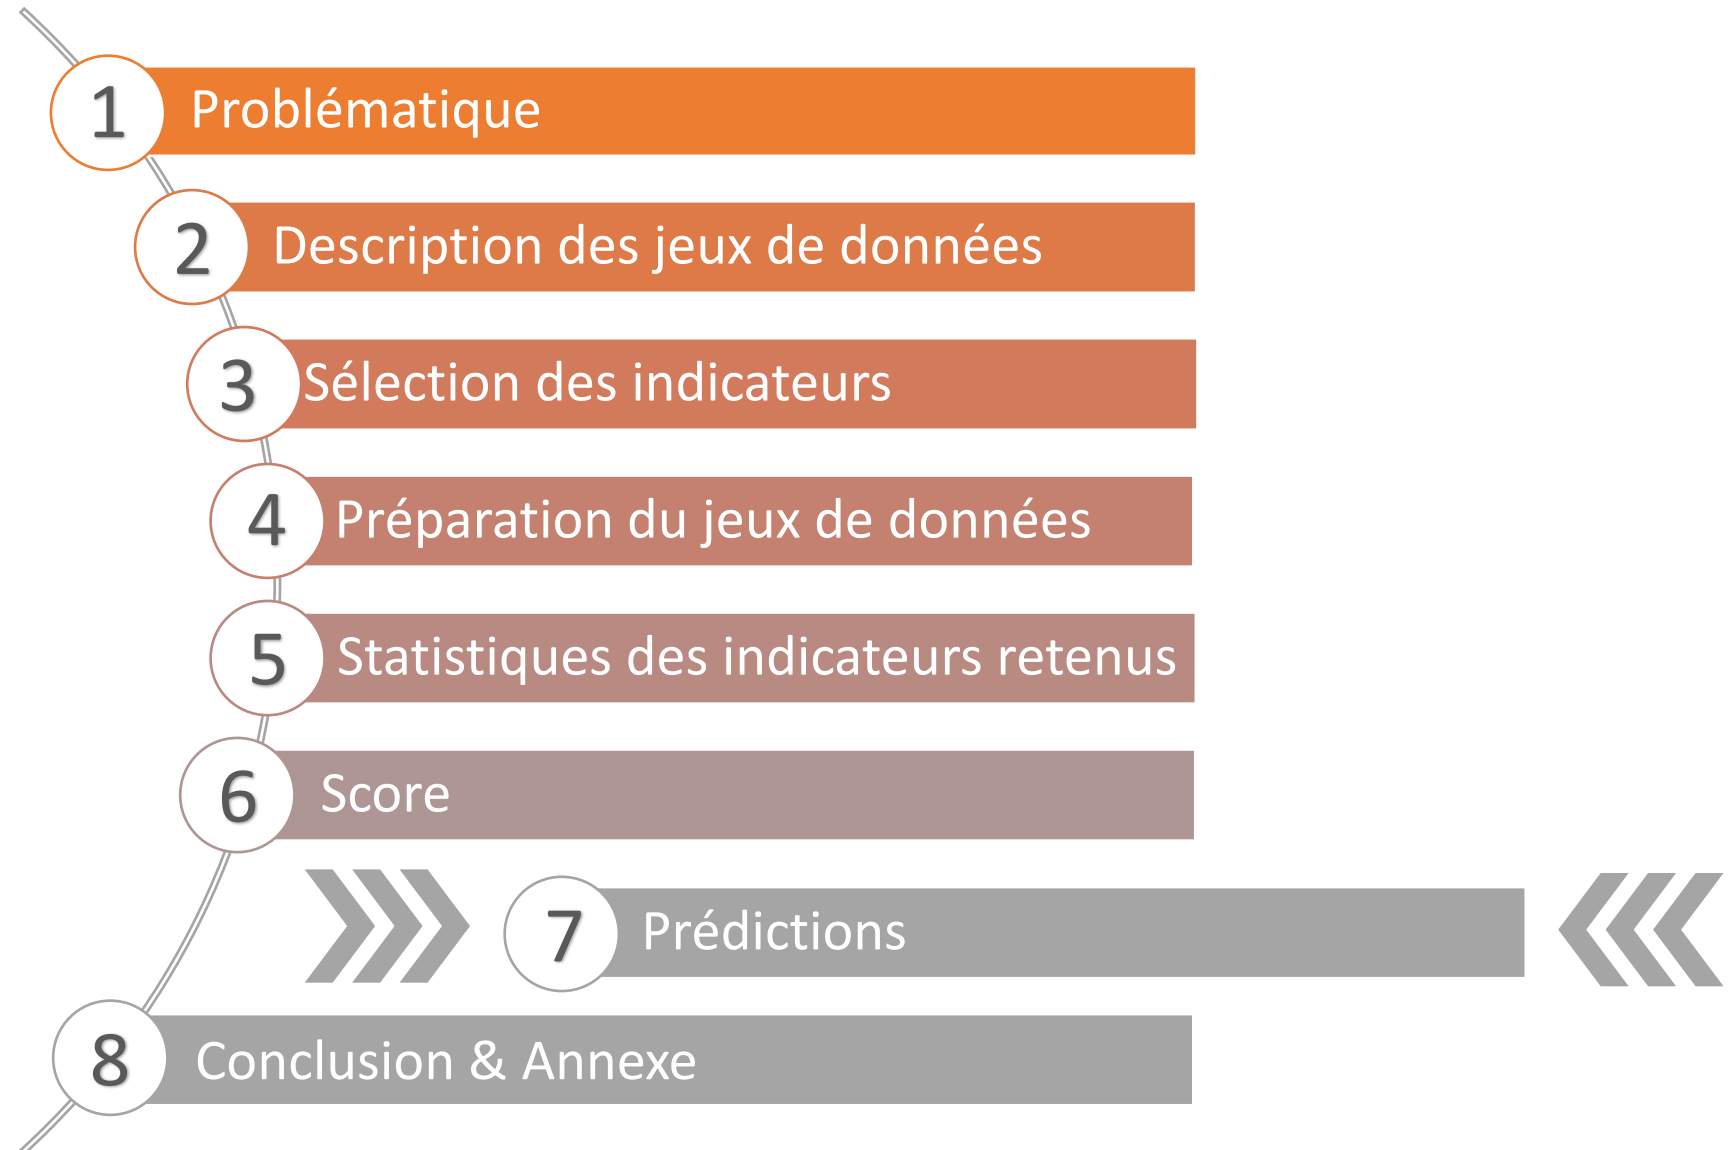 1 Problématique
2 Description des jeux de données
3 Sélection des indicateurs
4 Préparation du jeux de données
5 Statistiques des indicateurs retenus
6 Score
7 Prédictions
8 Conclusion & Annexe